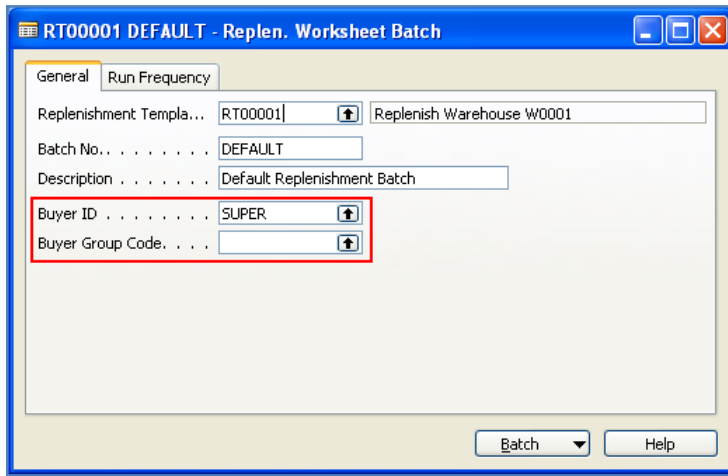 RT00001 DEFAULT - Replen. Worksheet Batch
General Run Frequency
Replenishment Templa... RT00001 Replenish Warehouse W0001
Batch No.. . . . . . . . DEFAULT
Description . . . . . . . Default Replenishment Batch
Buyer ID . . . . . . . . SUPER
Buyer Group Code. . . .
Batch Help